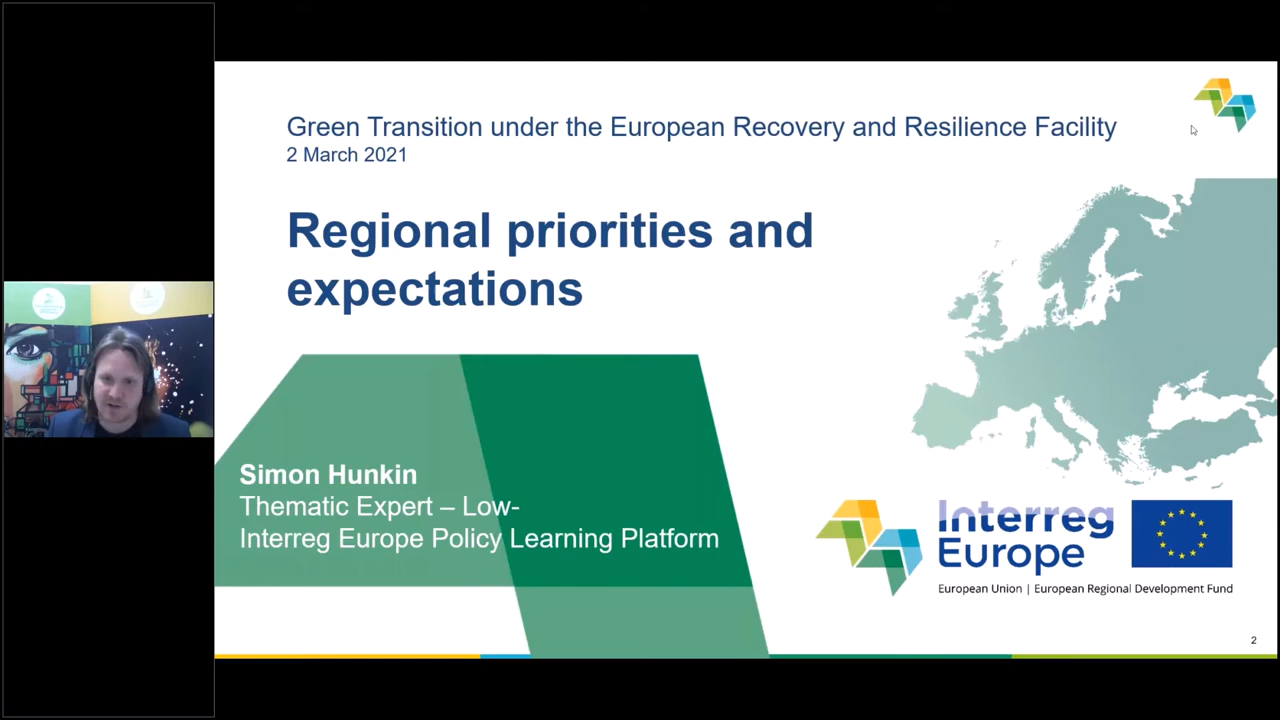 Green Transition under the European Recovery and Resilience Facility
2 March 2021
Regional priorities and
expectations
Simon Hunkin
Thematic Expert – Low-
Interreg Europe Policy Learning Platform
Interreg
Europe
European Union | European Regional Development Fund
2